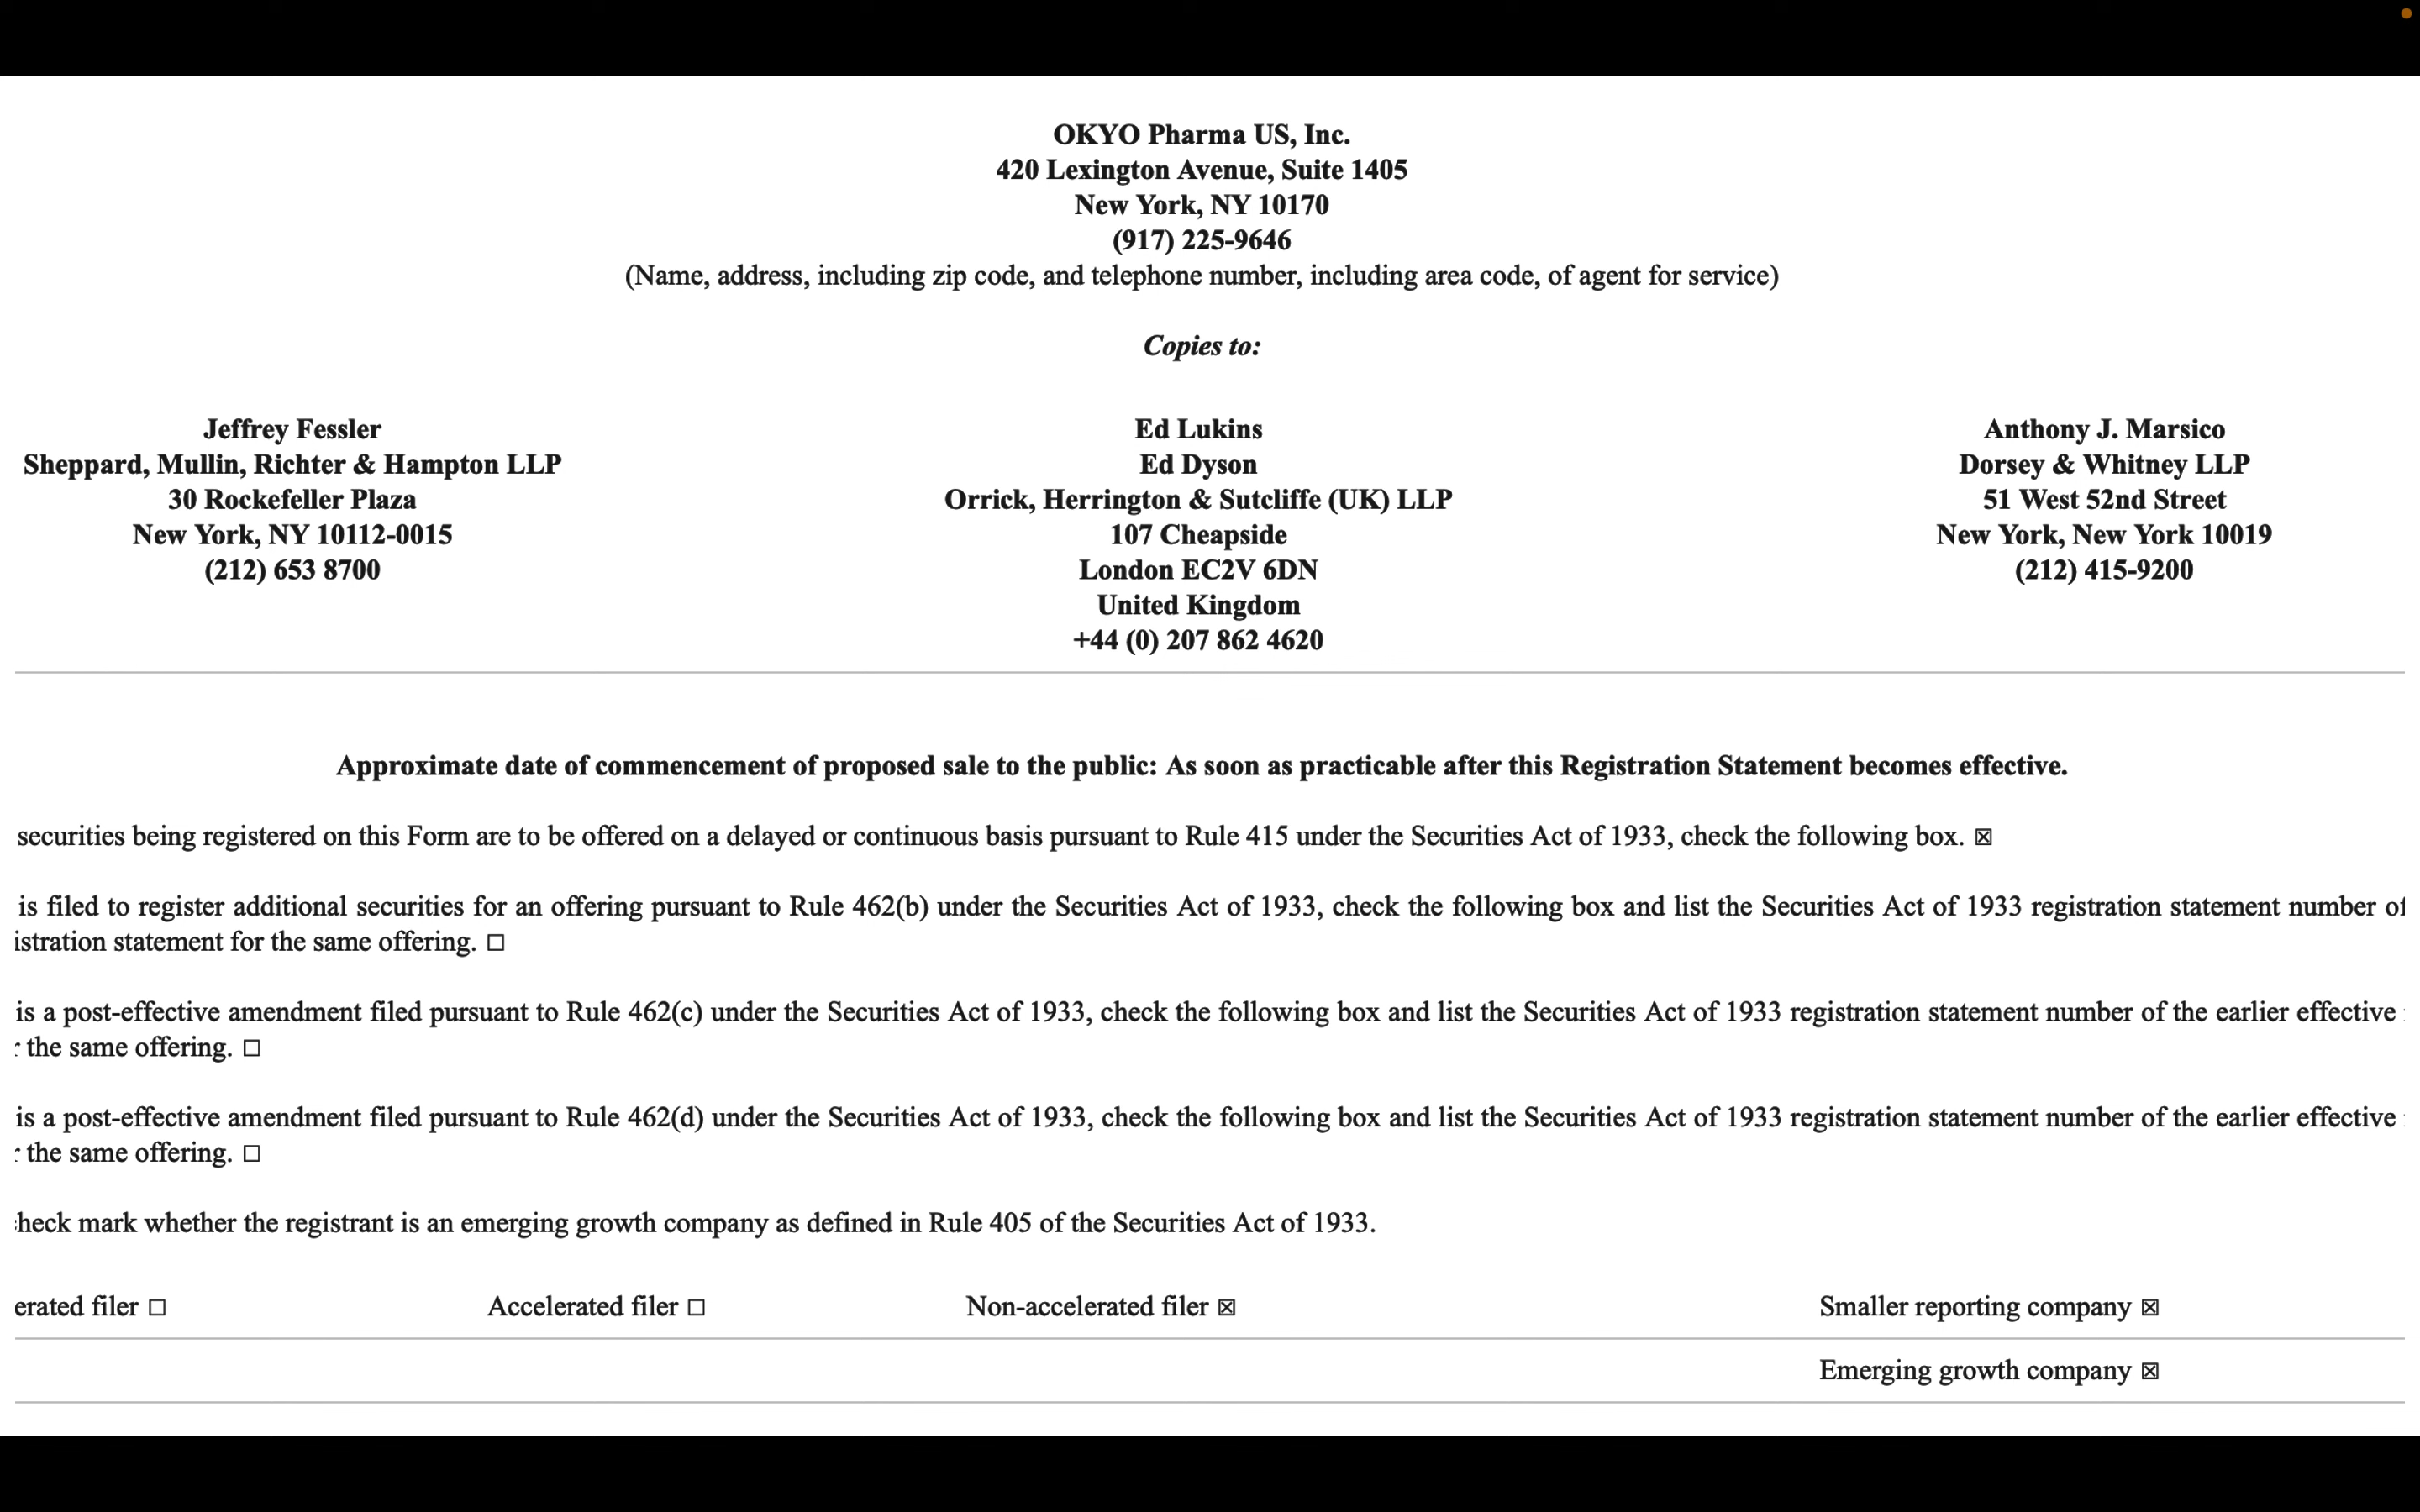 OKYO Pharma US, Inc.
420 Lexington Avenue, Suite 1405
New York, NY 10170
(917) 225-9646
(Name, address, including zip code, and telephone number, including area code, of agent for service)
Copies to:
Jeffrey Fessler
Sheppard, Mullin, Richter & Hampton LLP
30 Rockefeller Plaza
New York, NY 10112-0015
(212) 653 8700
Ed Lukins
Ed Dyson
Orrick, Herrington & Sutcliffe (UK) LLP
107 Cheapside
London EC2V 6DN
United Kingdom
+44 (0) 207 862 4620
Anthony J. Marsico
Dorsey & Whitney LLP
51 West 52nd Street
New York, New York 10019
(212) 415-9200
Approximate date of commencement of proposed sale to the public: As soon as practicable after this Registration Statement becomes effective.
securities being registered on this Form are to be offered on a delayed or continuous basis pursuant to Rule 415 under the Securities Act of 1933, check the following box. ☒
is filed to register additional securities for an offering pursuant to Rule 462(b) under the Securities Act of 1933, check the following box and list the Securities Act of 1933 registration statement number of
istration statement for the same offering. ☐
is a post-effective amendment filed pursuant to Rule 462(c) under the Securities Act of 1933, check the following box and list the Securities Act of 1933 registration statement number of the earlier effective
the same offering. ☐
is a post-effective amendment filed pursuant to Rule 462(d) under the Securities Act of 1933, check the following box and list the Securities Act of 1933 registration statement number of the earlier effective
the same offering. ☐
heck mark whether the registrant is an emerging growth company as defined in Rule 405 of the Securities Act of 1933.
erated filer ☐ Accelerated filer ☐ Non-accelerated filer ☒ Smaller reporting company ☒
Emerging growth company ☒